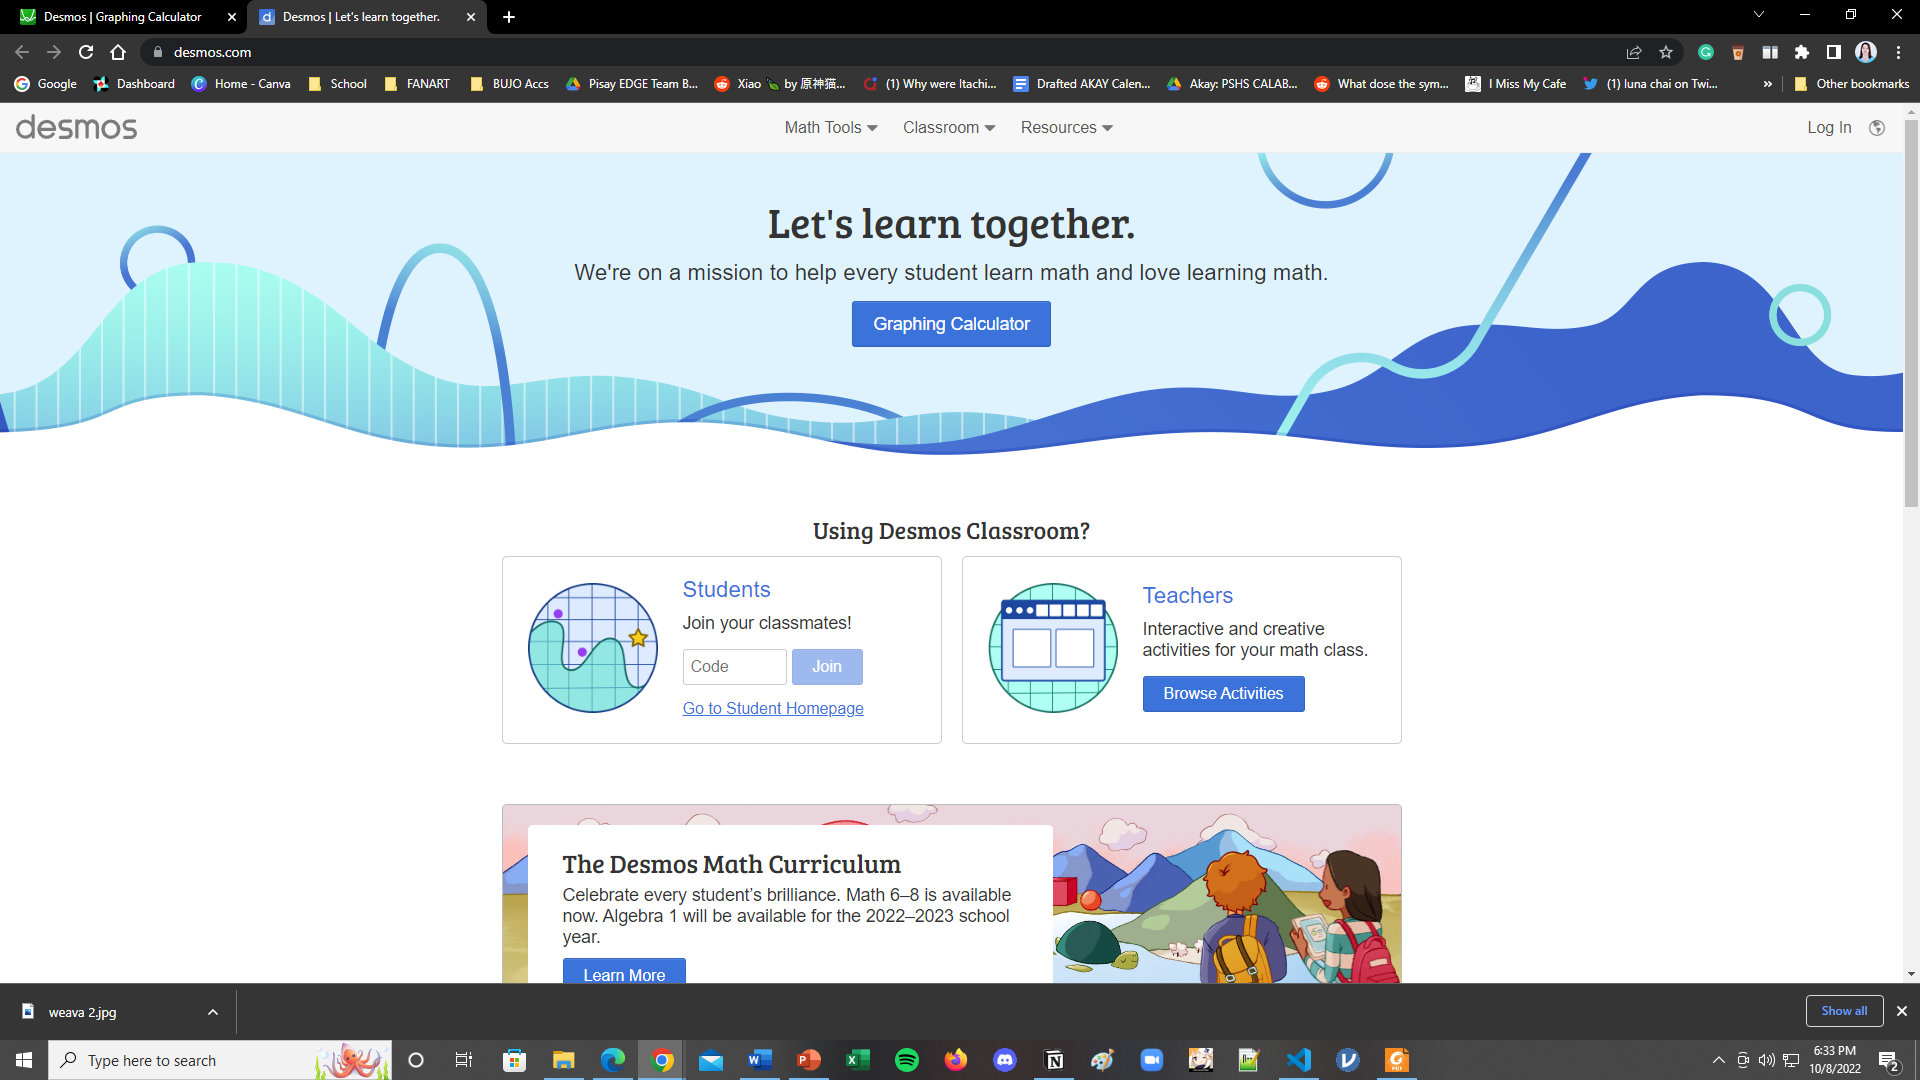 Desmos | Graphing Calculator
Desmos | Let's learn together.
desmos.com
Google
Dashboard
Home - Canva
School
FANART
BUJO Accs
Pisay EDGE Team B...
Xiao 🍃 by 原神猫...
(1) Why were Itachi...
Drafted AKAY Calen...
Akay: PSHS CALAB...
What dose the sym...
I Miss My Cafe
(1) luna chai on Twi...
»
Other bookmarks
desmos
Math Tools
Classroom
Resources
Log In
Let's learn together.
We're on a mission to help every student learn math and love learning math.
Graphing Calculator
Using Desmos Classroom?
Students
Join your classmates!
Code
Join
Go to Student Homepage
Teachers
Interactive and creative
activities for your math class.
Browse Activities
The Desmos Math Curriculum
Celebrate every student’s brilliance. Math 6–8 is available
now. Algebra 1 will be available for the 2022–2023 school
year.
Learn More
weava 2.jpg
Show all
Type here to search
6:33 PM
10/8/2022
2